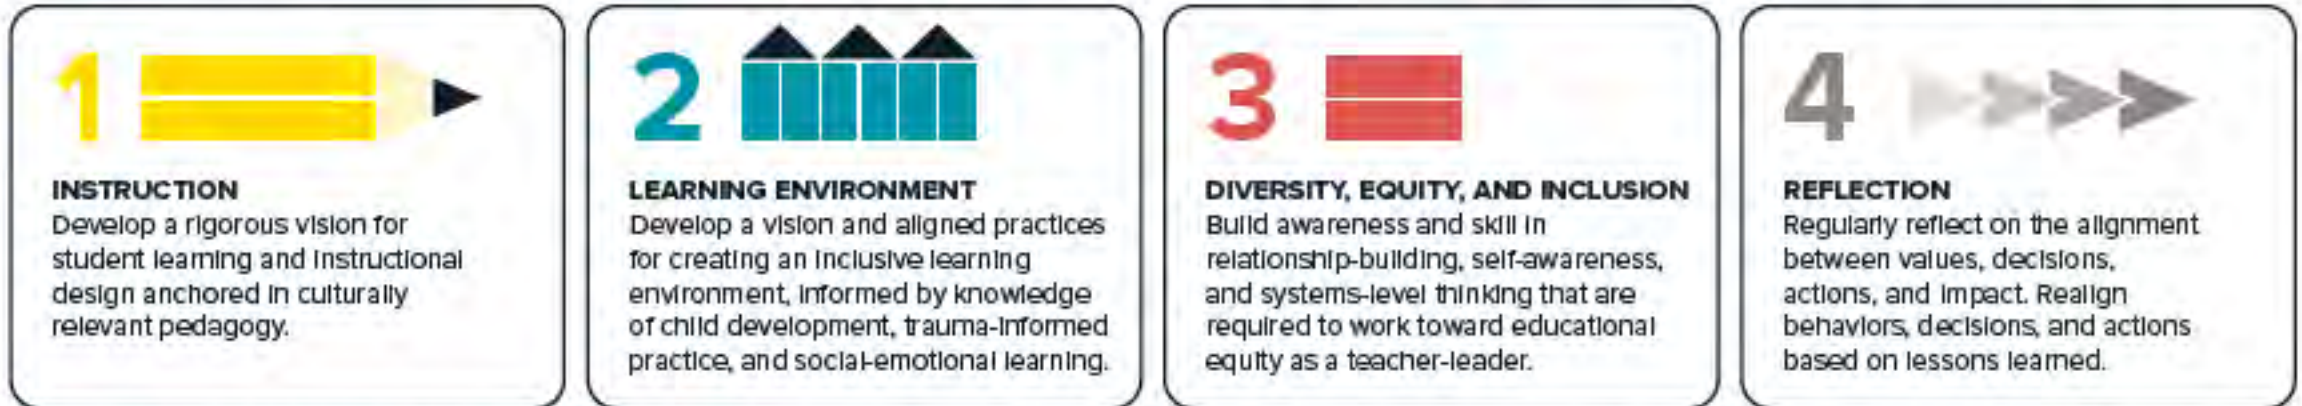 1
INSTRUCTION
Develop a rigorous vision for
student learning and instructional
design anchored in culturally
relevant pedagogy.
2
LEARNING ENVIRONMENT
Develop a vision and aligned practices
for creating an inclusive learning
environment, informed by knowledge
of child development, trauma-informed
practice, and social-emotional learning.
3
DIVERSITY, EQUITY, AND INCLUSION
Build awareness and skill in
relationship-building, self-awareness,
and systems-level thinking that are
required to work toward educational
equity as a teacher-leader.
4
REFLECTION
Regularly reflect on the alignment
between values, decisions,
actions, and impact. Realign
behaviors, decisions, and actions
based on lessons learned.